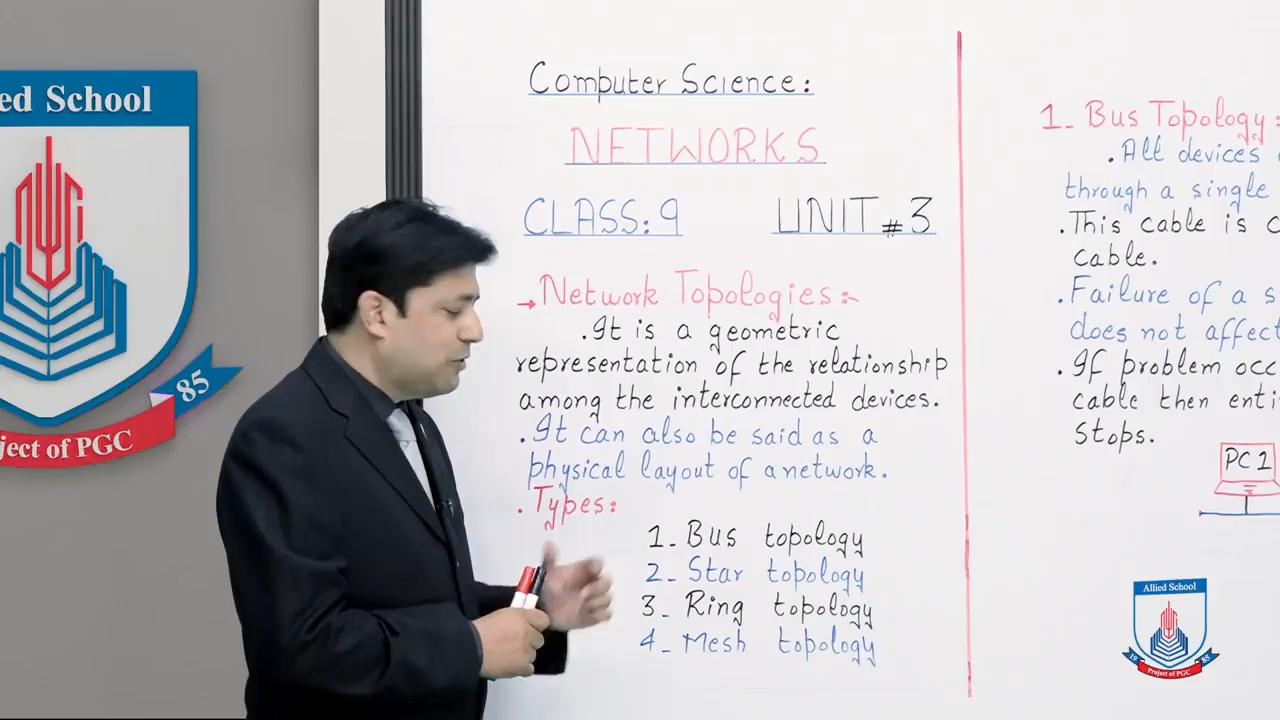 ed School
85
ject of PGC
Computer Science:
NETWORKS
CLASS: 9 UNIT # 3
→ Network Topologies:-
. It is a geometric
representation of the relationship
among the interconnected devices.
. It can also be said as a
physical layout of a network.
. Types:
1- Bus topology
2- Star topology
3- Ring topology
4- Mesh topology
1- Bus Topology:
. All devices
through a single
. This cable is c
cable.
. Failure of a s
does not affect
. If problem occ
cable then enti
stops.
PC 1
Allied School
19 85
Project of PGC